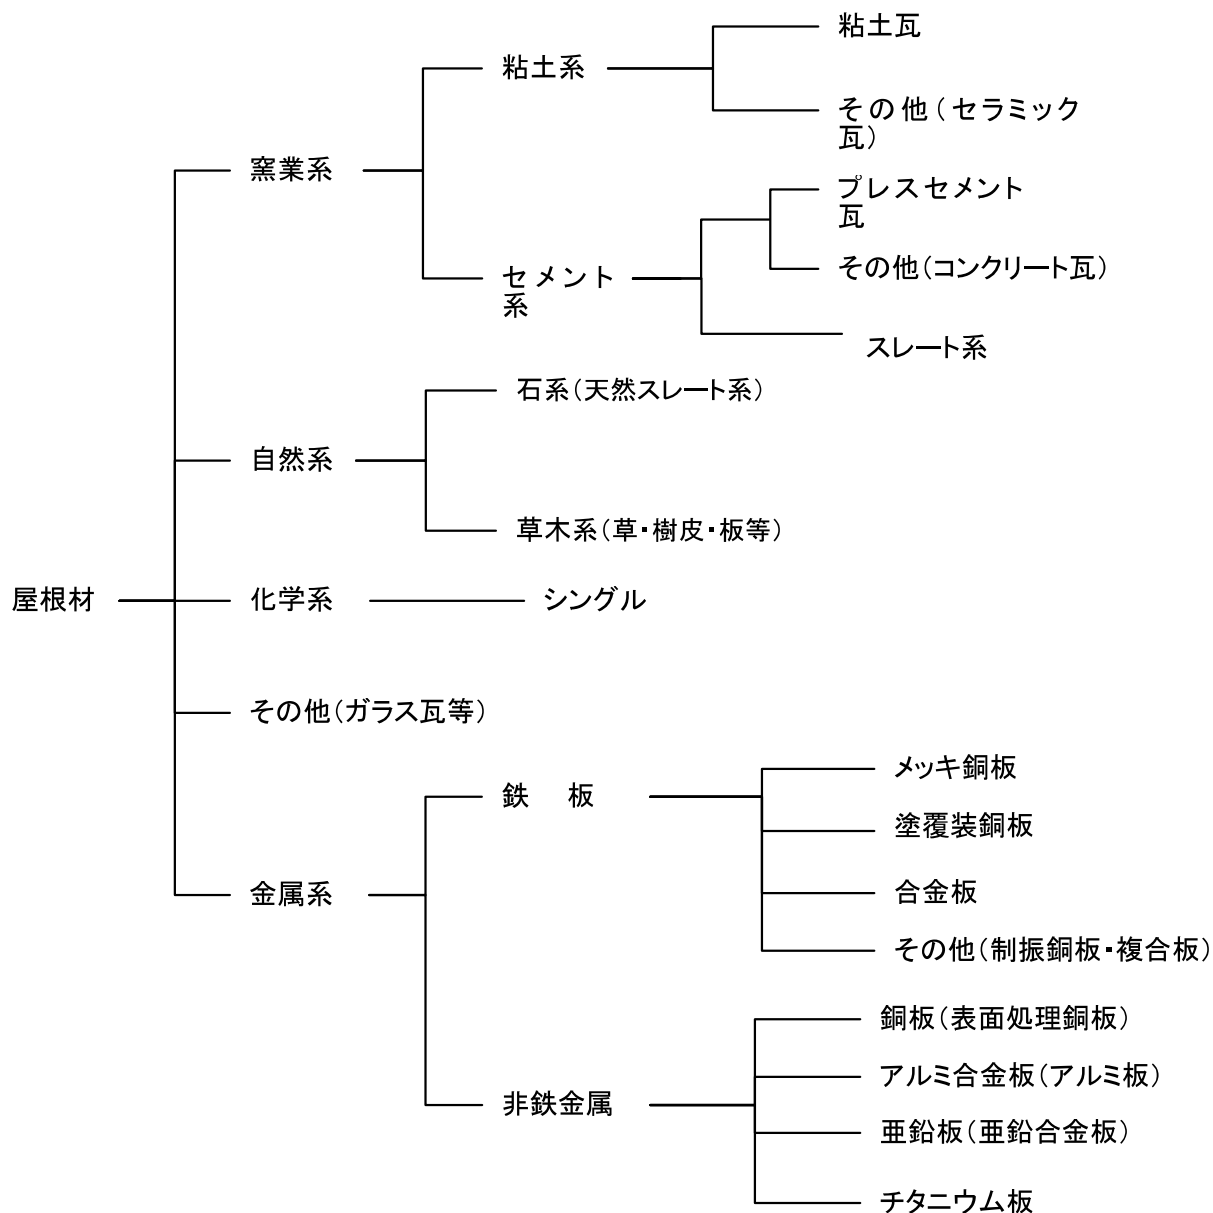 粘土瓦
粘土系
その他(セラミック
瓦)
窯業系
プレスセメント
瓦
セメント
系
その他(コンクリート瓦)
スレート系
石系(天然スレート系)
自然系
草木系(草・樹皮・板等)
屋根材
化学系
シングル
その他(ガラス瓦等)
鉄 板
メッキ銅板
塗覆装銅板
金属系
合金板
その他(制振銅板・複合板)
銅板(表面処理銅板)
アルミ合金板(アルミ板)
非鉄金属
亜鉛板(亜鉛合金板)
チタニウム板